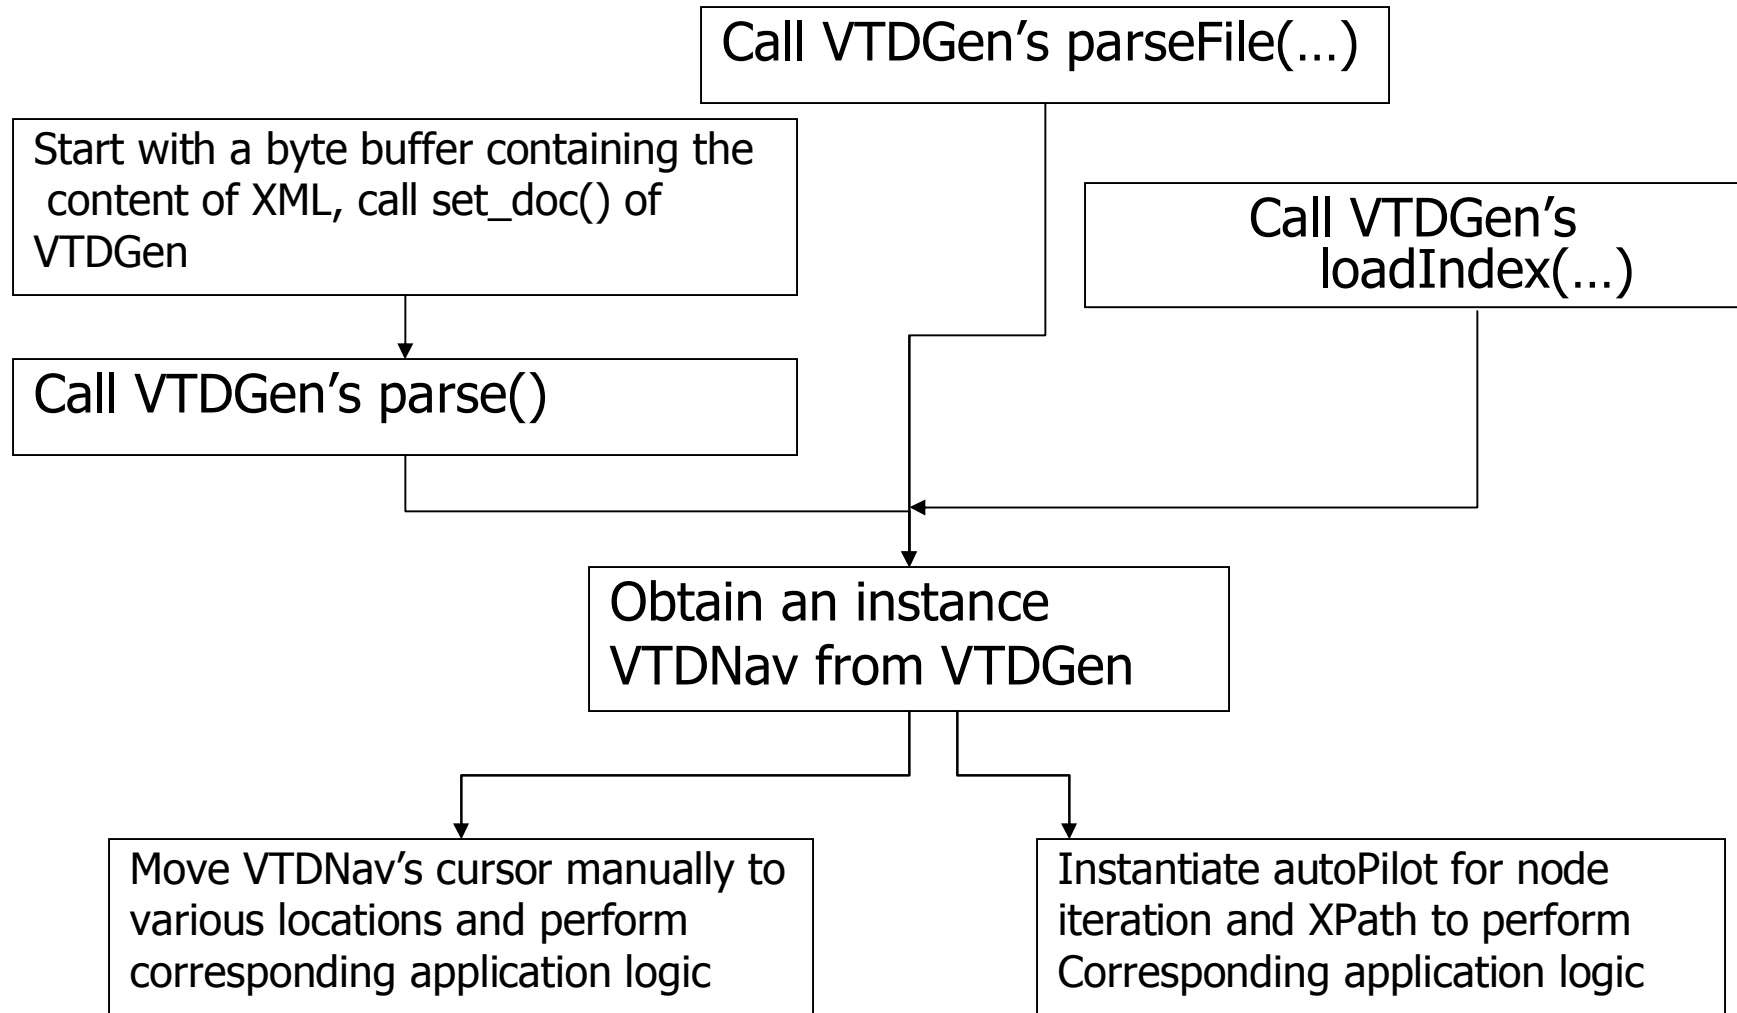 Call VTDGen’s parseFile(…)
Start with a byte buffer containing the
content of XML, call set_doc() of
VTDGen
Call VTDGen’s
loadIndex(…)
Call VTDGen’s parse()
Obtain an instance
VTDNav from VTDGen
Move VTDNav’s cursor manually to
various locations and perform
corresponding application logic
Instantiate autoPilot for node
iteration and XPath to perform
Corresponding application logic